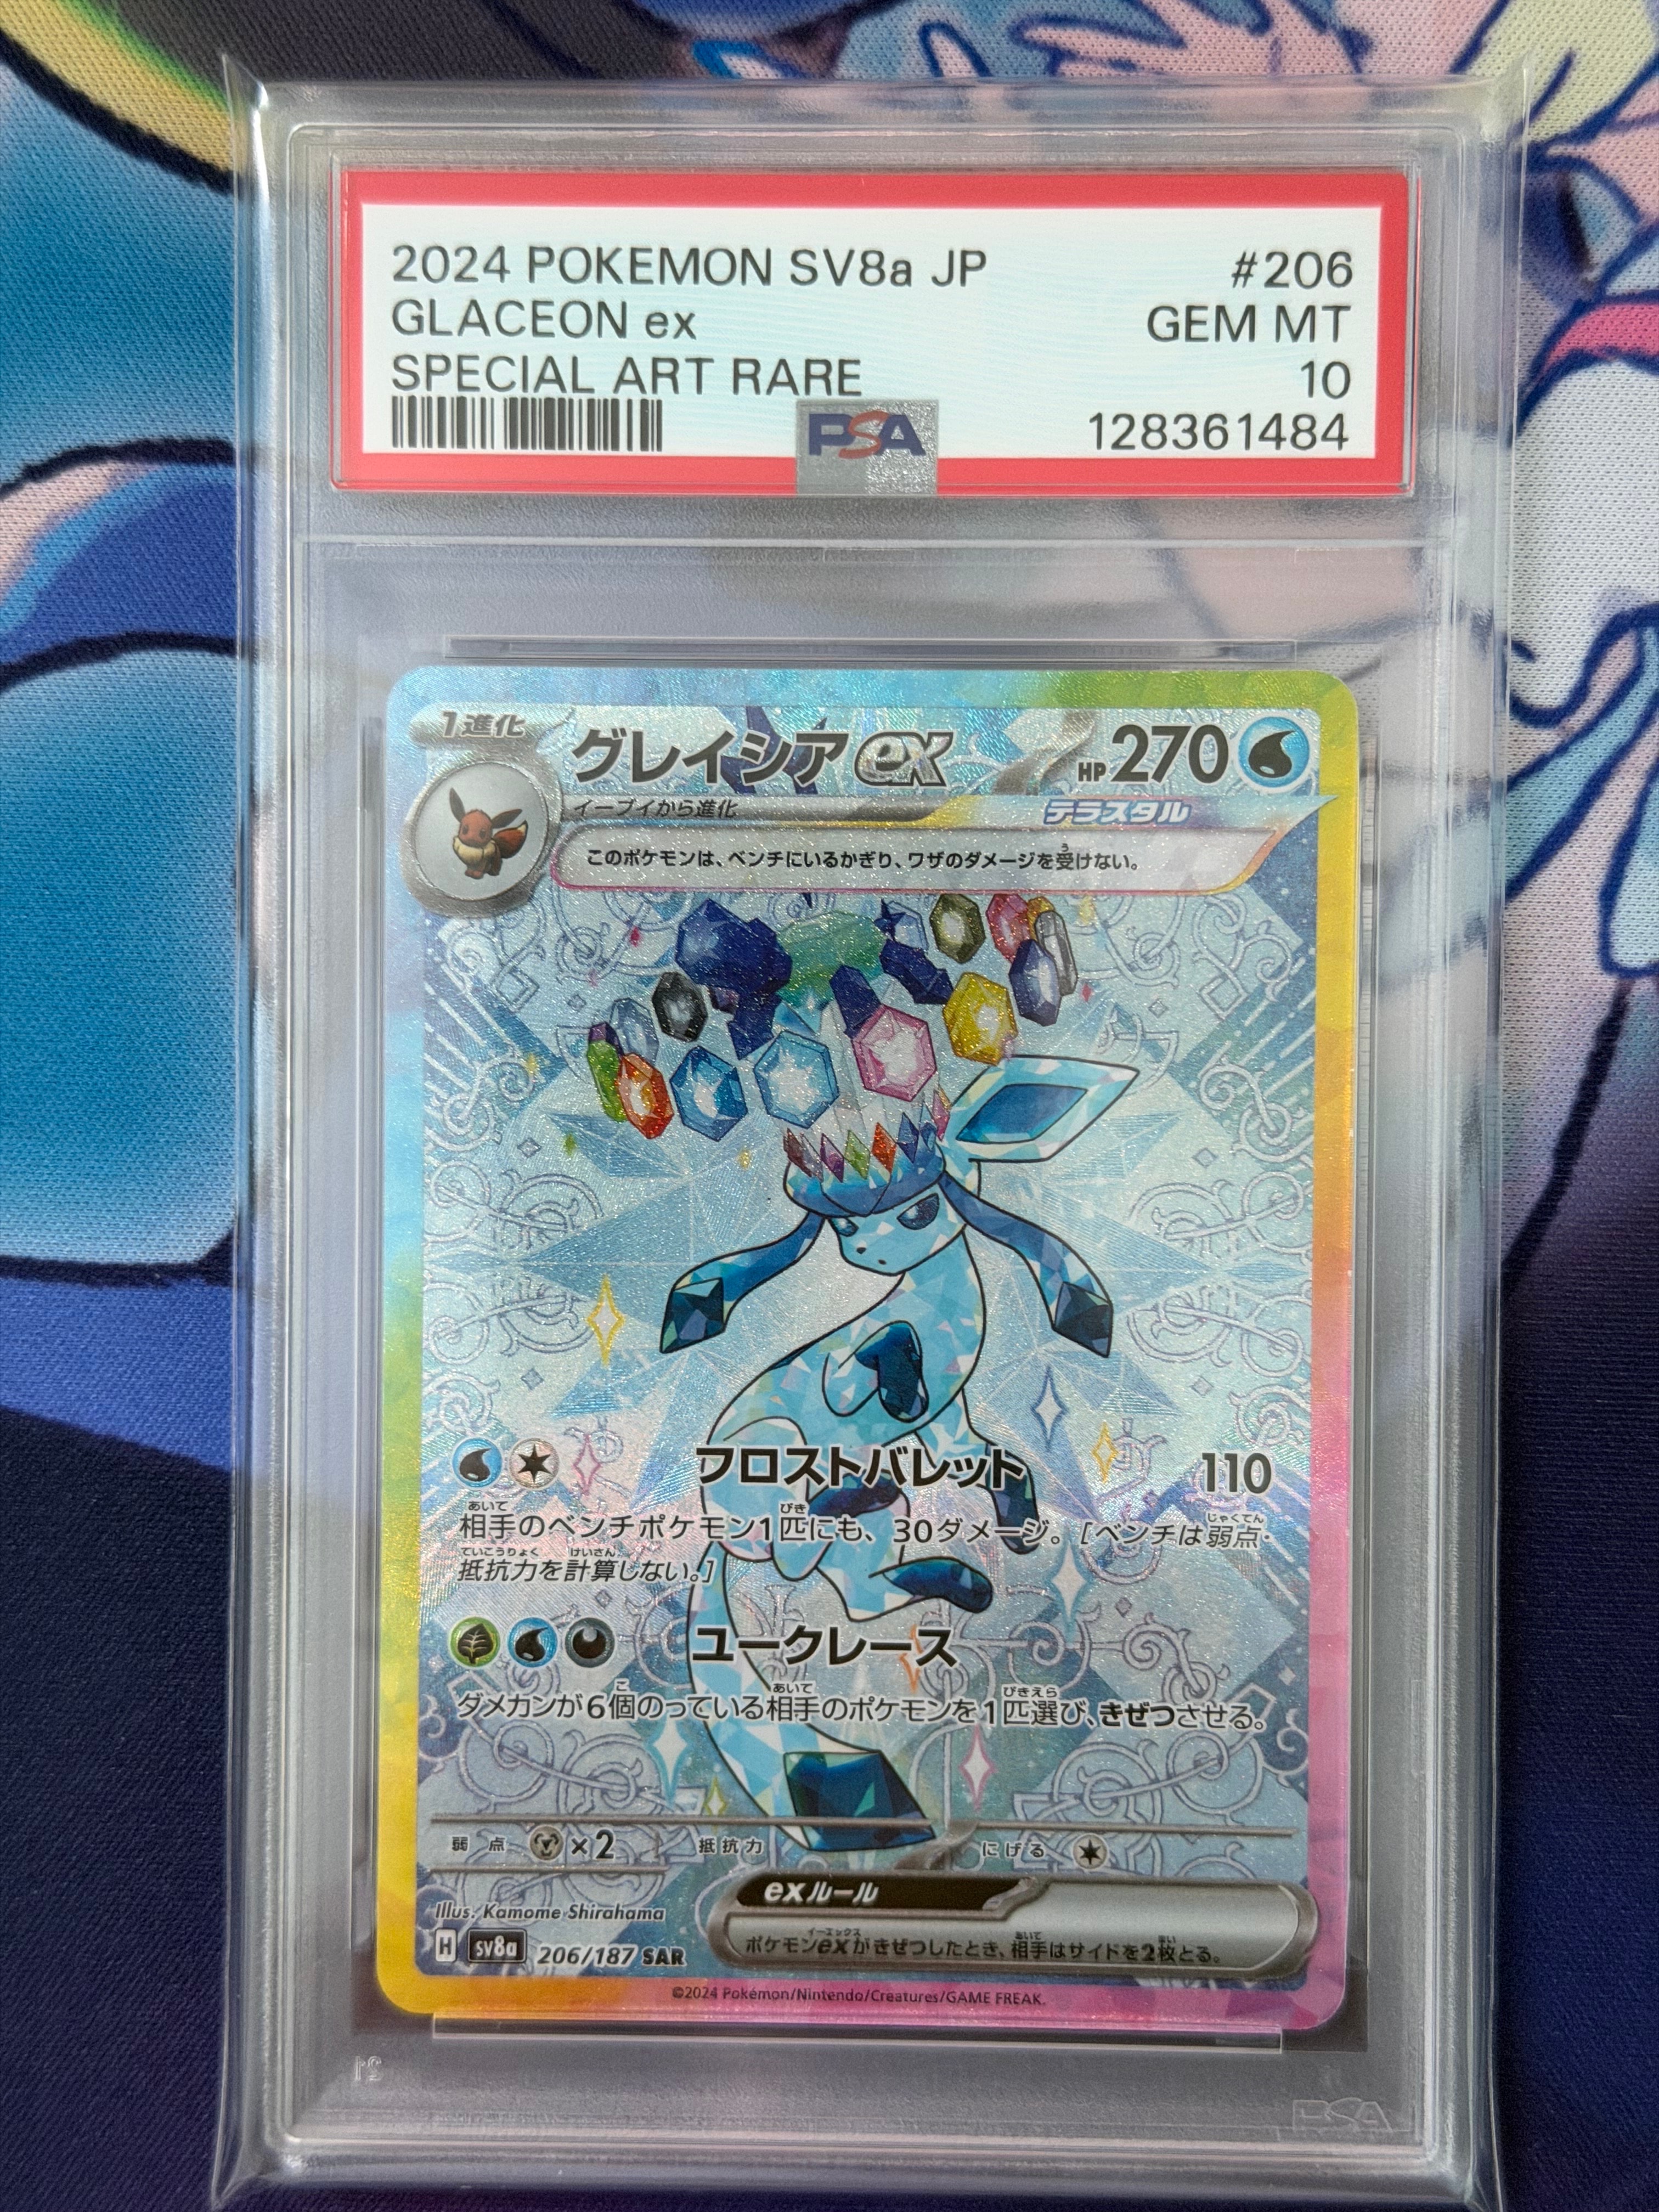 2024 POKEMON SV8a JP #206
GLACEON ex GEM MT
SPECIAL ART RARE 10
PSA 128361484
1進化 グレイシアex HP270
イーブイから進化 テラスタル
このポケモンは、ベンチにいるかぎり、ワザのダメージを受けない。
フロストバレット 110
相手のベンチポケモン1匹にも、30ダメージ。[ベンチは弱点・
抵抗力を計算しない。]
ユークレース
ダメカンが6個のっている相手のポケモンを1匹選び、きぜつさせる。
弱点 ×2 抵抗力 にげる
exルール
Illus. Kamome Shirahama
ポケモンexがきぜつしたとき、相手はサイドを2枚とる。
H sv8a 206/187 SAR
©2024 Pokémon/Nintendo/Creatures/GAME FREAK.
PSA